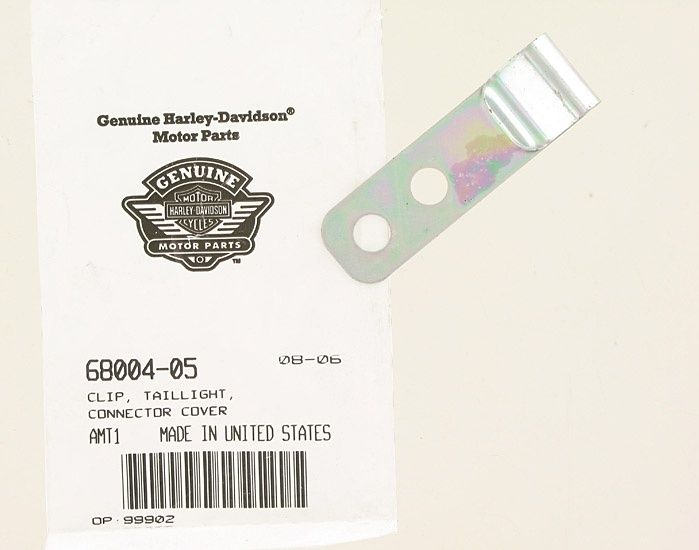 Genuine Harley-Davidson®
Motor Parts
GENUINE
MOTOR
HARLEY-DAVIDSON
CYCLES
MOTOR PARTS
TM
68004-05 08-06
CLIP, TAILLIGHT,
CONNECTOR COVER
AMT1 MADE IN UNITED STATES
OP 99902